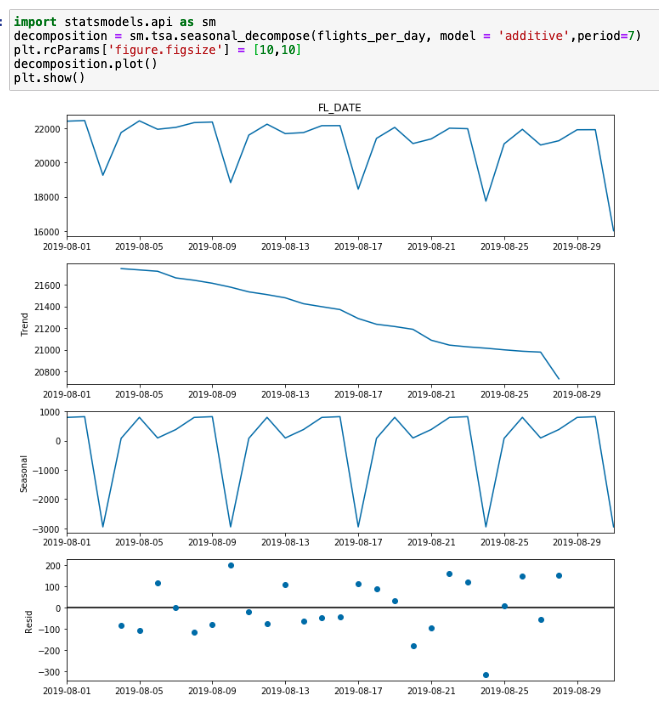 : import statsmodels.api as sm
decomposition = sm.tsa.seasonal_decompose(flights_per_day, model = 'additive',period=7)
plt.rcParams['figure.figsize'] = [10,10]
decomposition.plot()
plt.show()
FL_DATE
22000
20000
18000
16000
2019-08-01 2019-08-05 2019-08-09 2019-08-13 2019-08-17 2019-08-21 2019-08-25 2019-08-29
Trend
21600
21400
21200
21000
20800
2019-08-01 2019-08-05 2019-08-09 2019-08-13 2019-08-17 2019-08-21 2019-08-25 2019-08-29
Seasonal
1000
0
−1000
−2000
−3000
2019-08-01 2019-08-05 2019-08-09 2019-08-13 2019-08-17 2019-08-21 2019-08-25 2019-08-29
Resid
200
100
0
−100
−200
−300
2019-08-01 2019-08-05 2019-08-09 2019-08-13 2019-08-17 2019-08-21 2019-08-25 2019-08-29